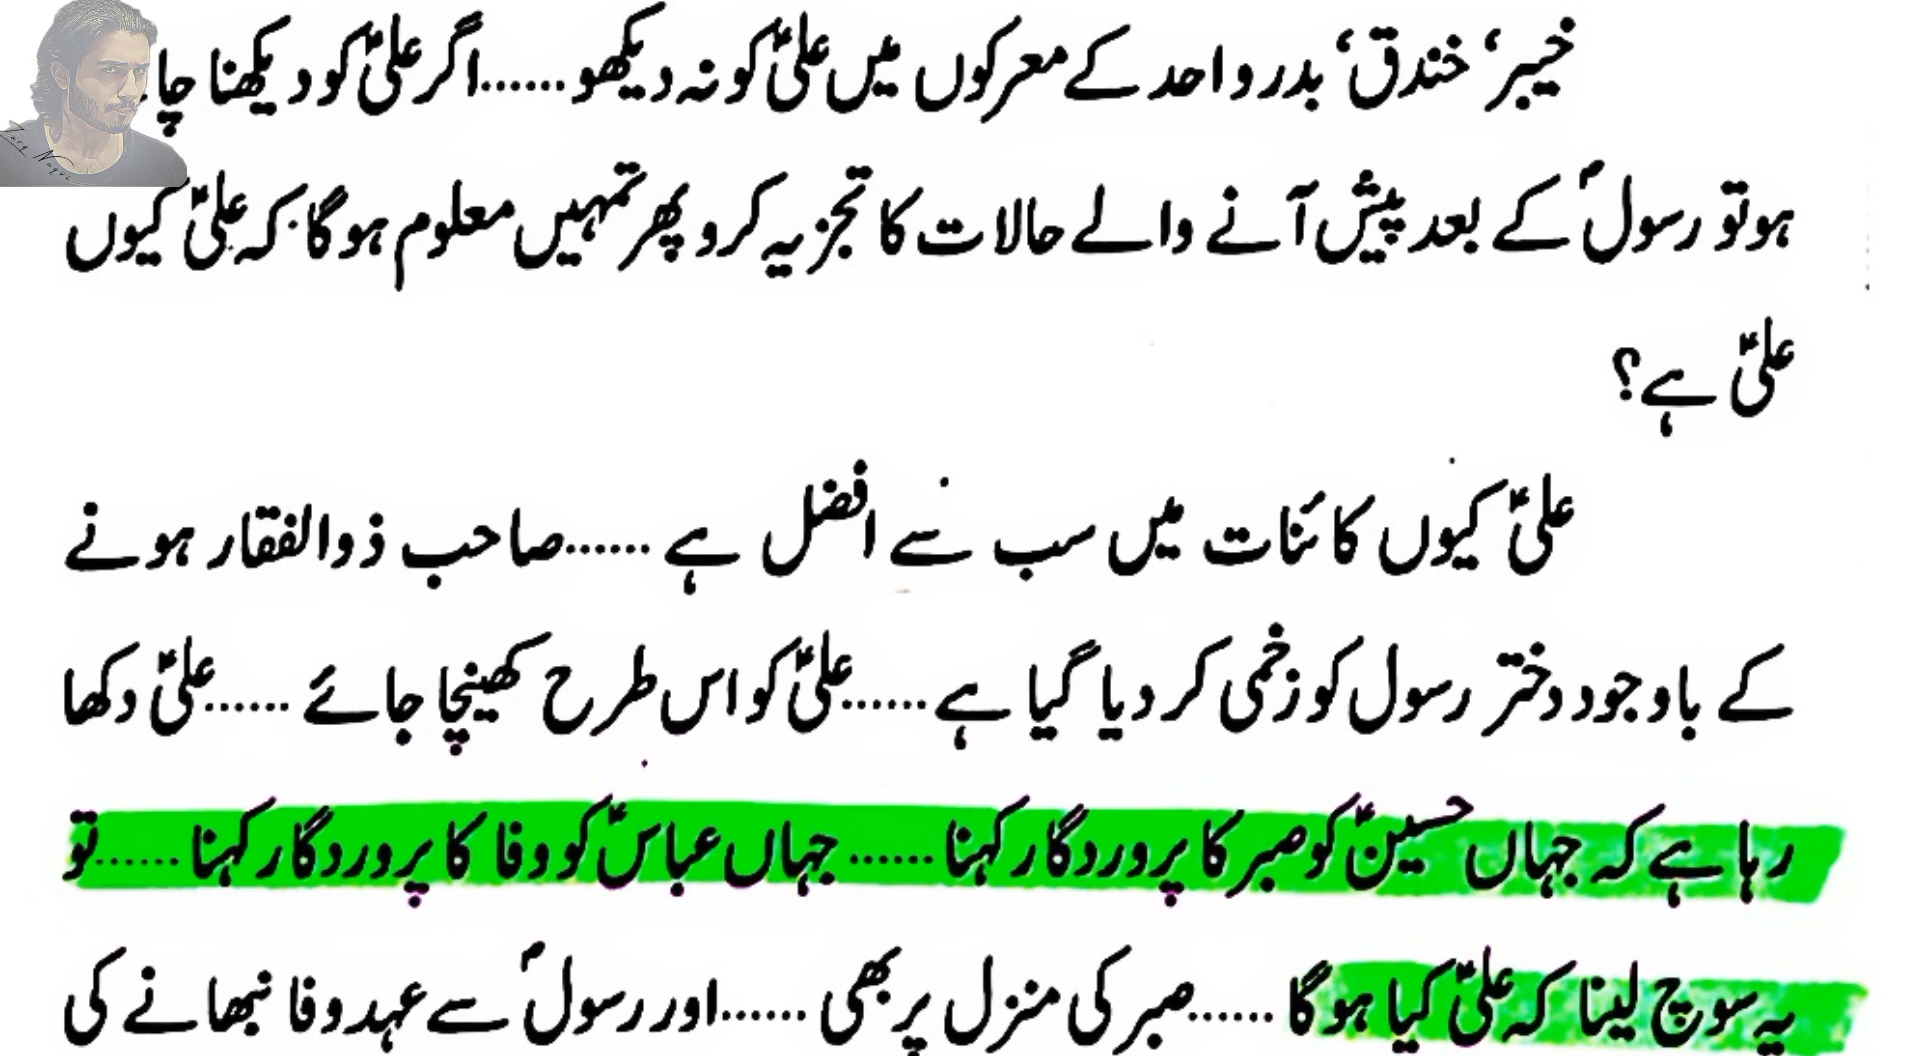 خیبر‘ خندق‘ بدر و احد کے معرکوں میں علیؑ کو نہ دیکھو......اگر علیؑ کو دیکھنا چا
ہو تو رسولؐ کے بعد پیش آنے والے حالات کا تجزیہ کرو پھر تمہیں معلوم ہو گا کہ علیؑ کیوں
علیؑ ہے؟
علیؑ کیوں کائنات میں سب سے افضل ہے ......صاحب ذوالفقار ہونے
کے باوجود دختر رسول کو زخمی کر دیا گیا ہے......علیؑ کو اس طرح کھینچا جائے ......علیؑ دکھا
رہا ہے کہ جہاں حسینؑ کو صبر کا پروردگار کہنا ...... جہاں عباسؑ کو وفا کا پروردگار کہنا ......تو
یہ سوچ لینا کہ علیؑ کیا ہو گا ......صبر کی منزل پر بھی ......اور رسولؐ سے عہد وفا نبھانے کی
Zarq Naqvi